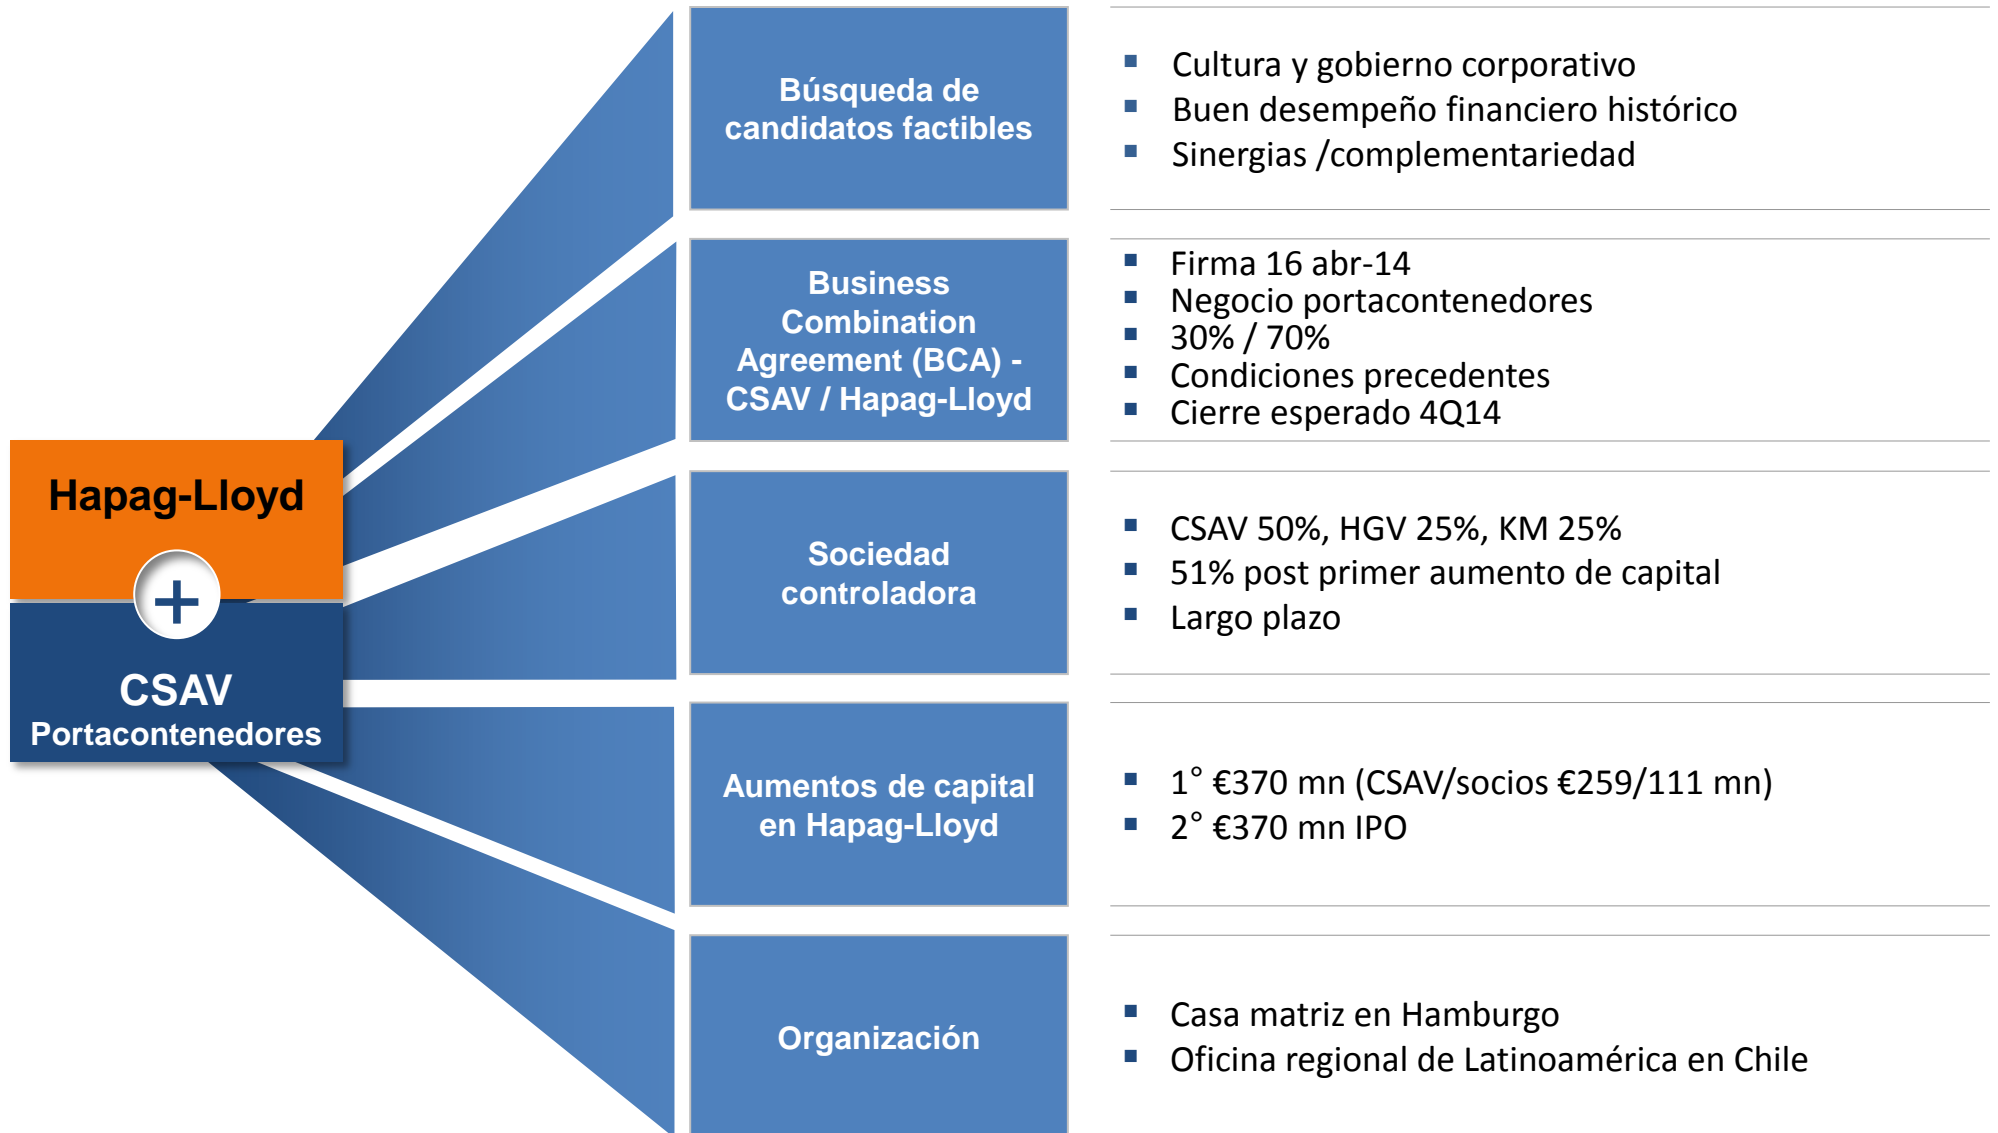 Hapag-Lloyd
+
CSAV
Portacontenedores
Búsqueda de
candidatos factibles
▪ Cultura y gobierno corporativo
▪ Buen desempeño financiero histórico
▪ Sinergias /complementariedad
Business
Combination
Agreement (BCA) -
CSAV / Hapag-Lloyd
▪ Firma 16 abr-14
▪ Negocio portacontenedores
▪ 30% / 70%
▪ Condiciones precedentes
▪ Cierre esperado 4Q14
Sociedad
controladora
▪ CSAV 50%, HGV 25%, KM 25%
▪ 51% post primer aumento de capital
▪ Largo plazo
Aumentos de capital
en Hapag-Lloyd
▪ 1° €370 mn (CSAV/socios €259/111 mn)
▪ 2° €370 mn IPO
Organización
▪ Casa matriz en Hamburgo
▪ Oficina regional de Latinoamérica en Chile